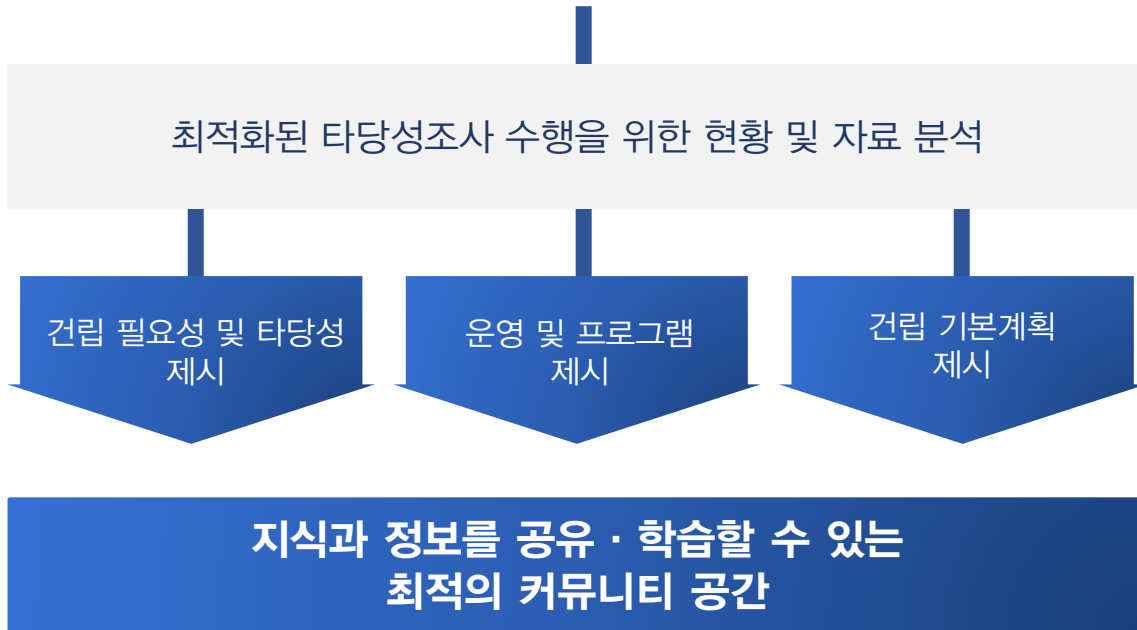 최적화된 타당성조사 수행을 위한 현황 및 자료 분석
건립 필요성 및 타당성
제시
운영 및 프로그램
제시
건립 기본계획
제시
지식과 정보를 공유 · 학습할 수 있는
최적의 커뮤니티 공간